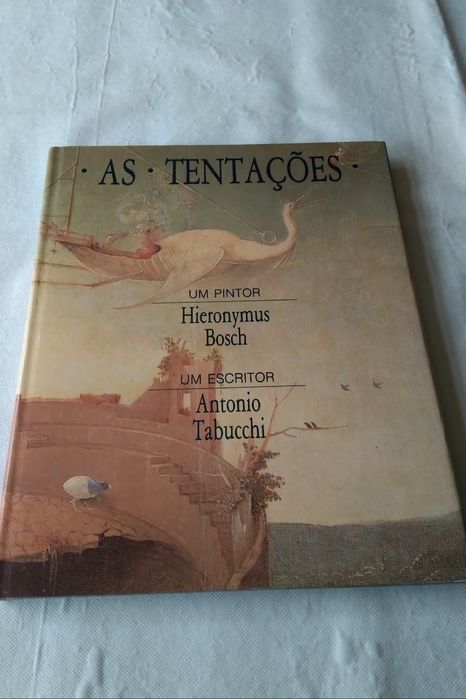 · AS · TENTAÇÕES ·
UM PINTOR
Hieronymus
Bosch
UM ESCRITOR
Antonio
Tabucchi